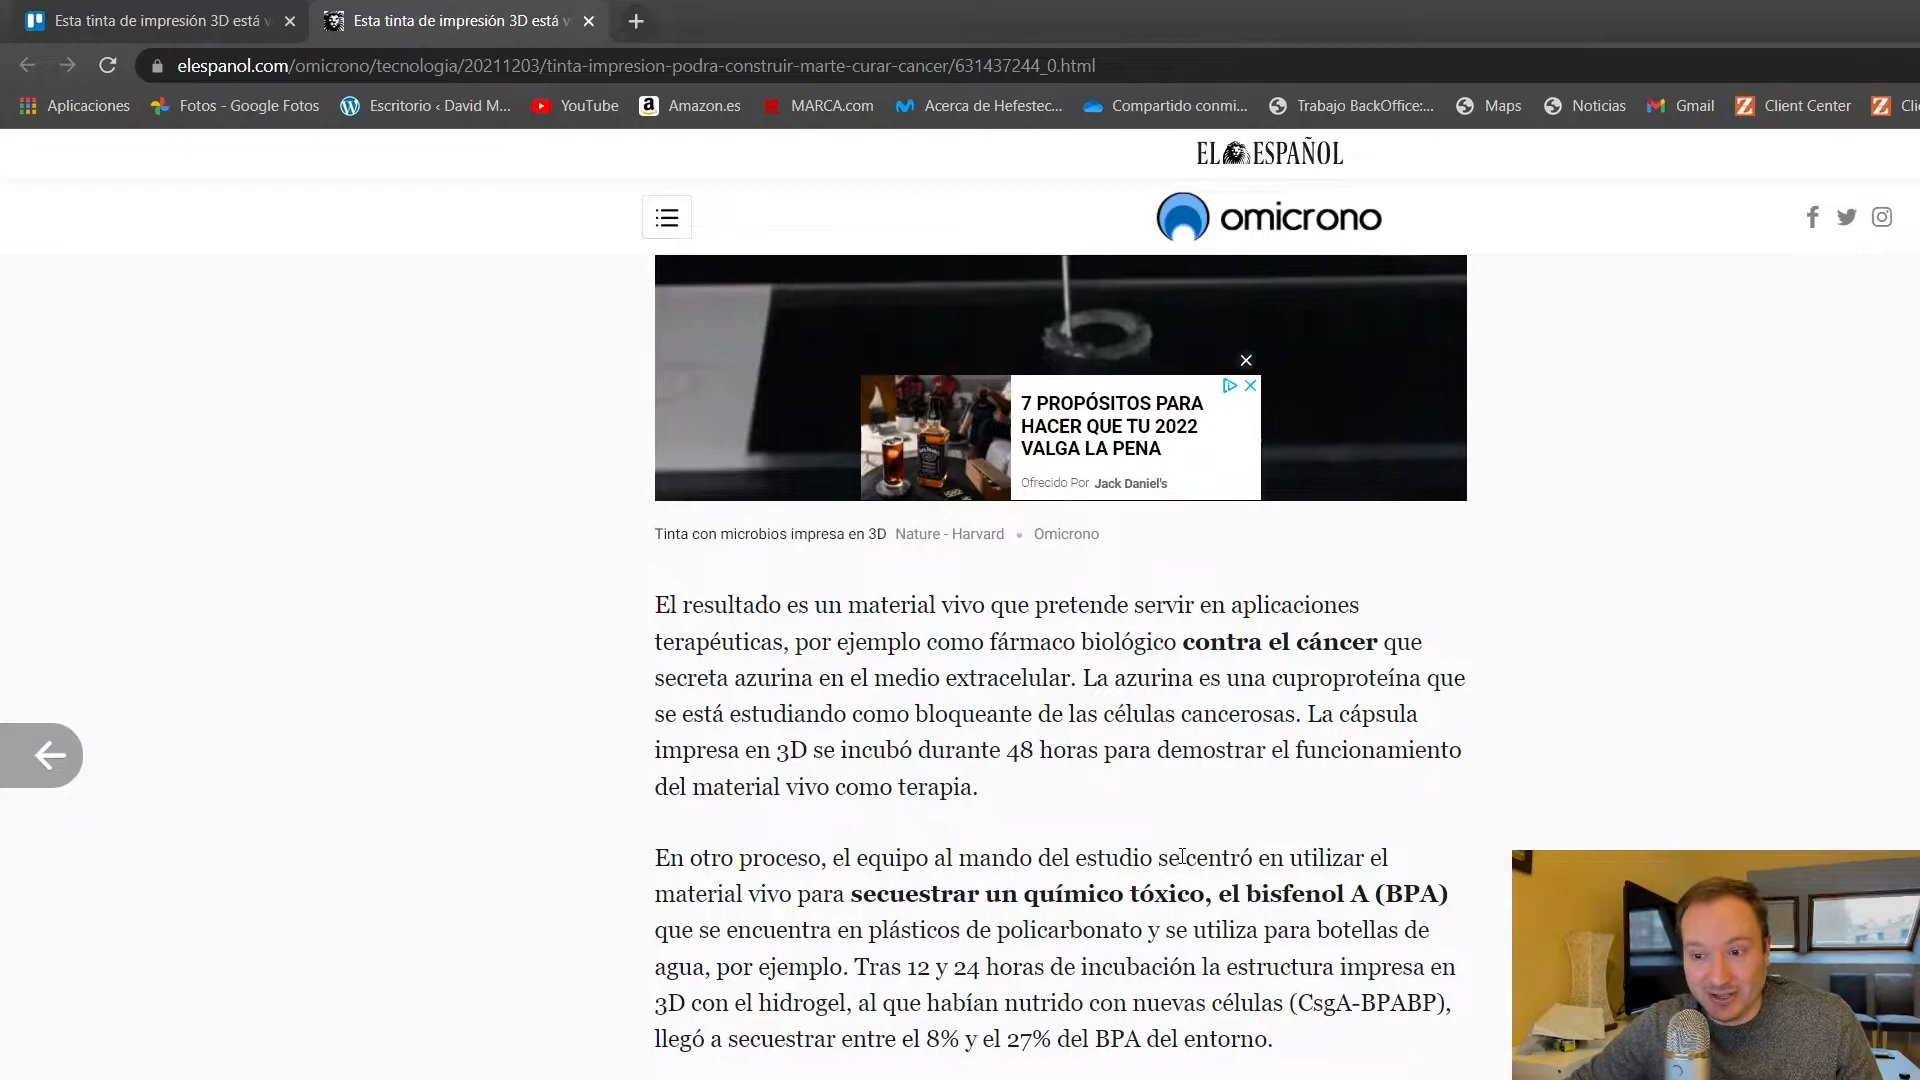 Esta tinta de impresión 3D está v
Esta tinta de impresión 3D está v
elespanol.com/omicrono/tecnologia/20211203/tinta-impresion-podra-construir-marte-curar-cancer/631437244_0.html
Aplicaciones Fotos - Google Fotos Escritorio ‹ David M... YouTube Amazon.es MARCA.com Acerca de Hefestec... Compartido conmi... Trabajo BackOffice:... Maps Noticias Gmail Client Center Cli
EL ESPAÑOL
omicrono
7 PROPÓSITOS PARA
HACER QUE TU 2022
VALGA LA PENA
Ofrecido Por Jack Daniel's
Tinta con microbios impresa en 3D Nature - Harvard • Omicrono
El resultado es un material vivo que pretende servir en aplicaciones
terapéuticas, por ejemplo como fármaco biológico contra el cáncer que
secreta azurina en el medio extracelular. La azurina es una cuproproteína que
se está estudiando como bloqueante de las células cancerosas. La cápsula
impresa en 3D se incubó durante 48 horas para demostrar el funcionamiento
del material vivo como terapia.
En otro proceso, el equipo al mando del estudio se centró en utilizar el
material vivo para secuestrar un químico tóxico, el bisfenol A (BPA)
que se encuentra en plásticos de policarbonato y se utiliza para botellas de
agua, por ejemplo. Tras 12 y 24 horas de incubación la estructura impresa en
3D con el hidrogel, al que habían nutrido con nuevas células (CsgA-BPABP),
llegó a secuestrar entre el 8% y el 27% del BPA del entorno.